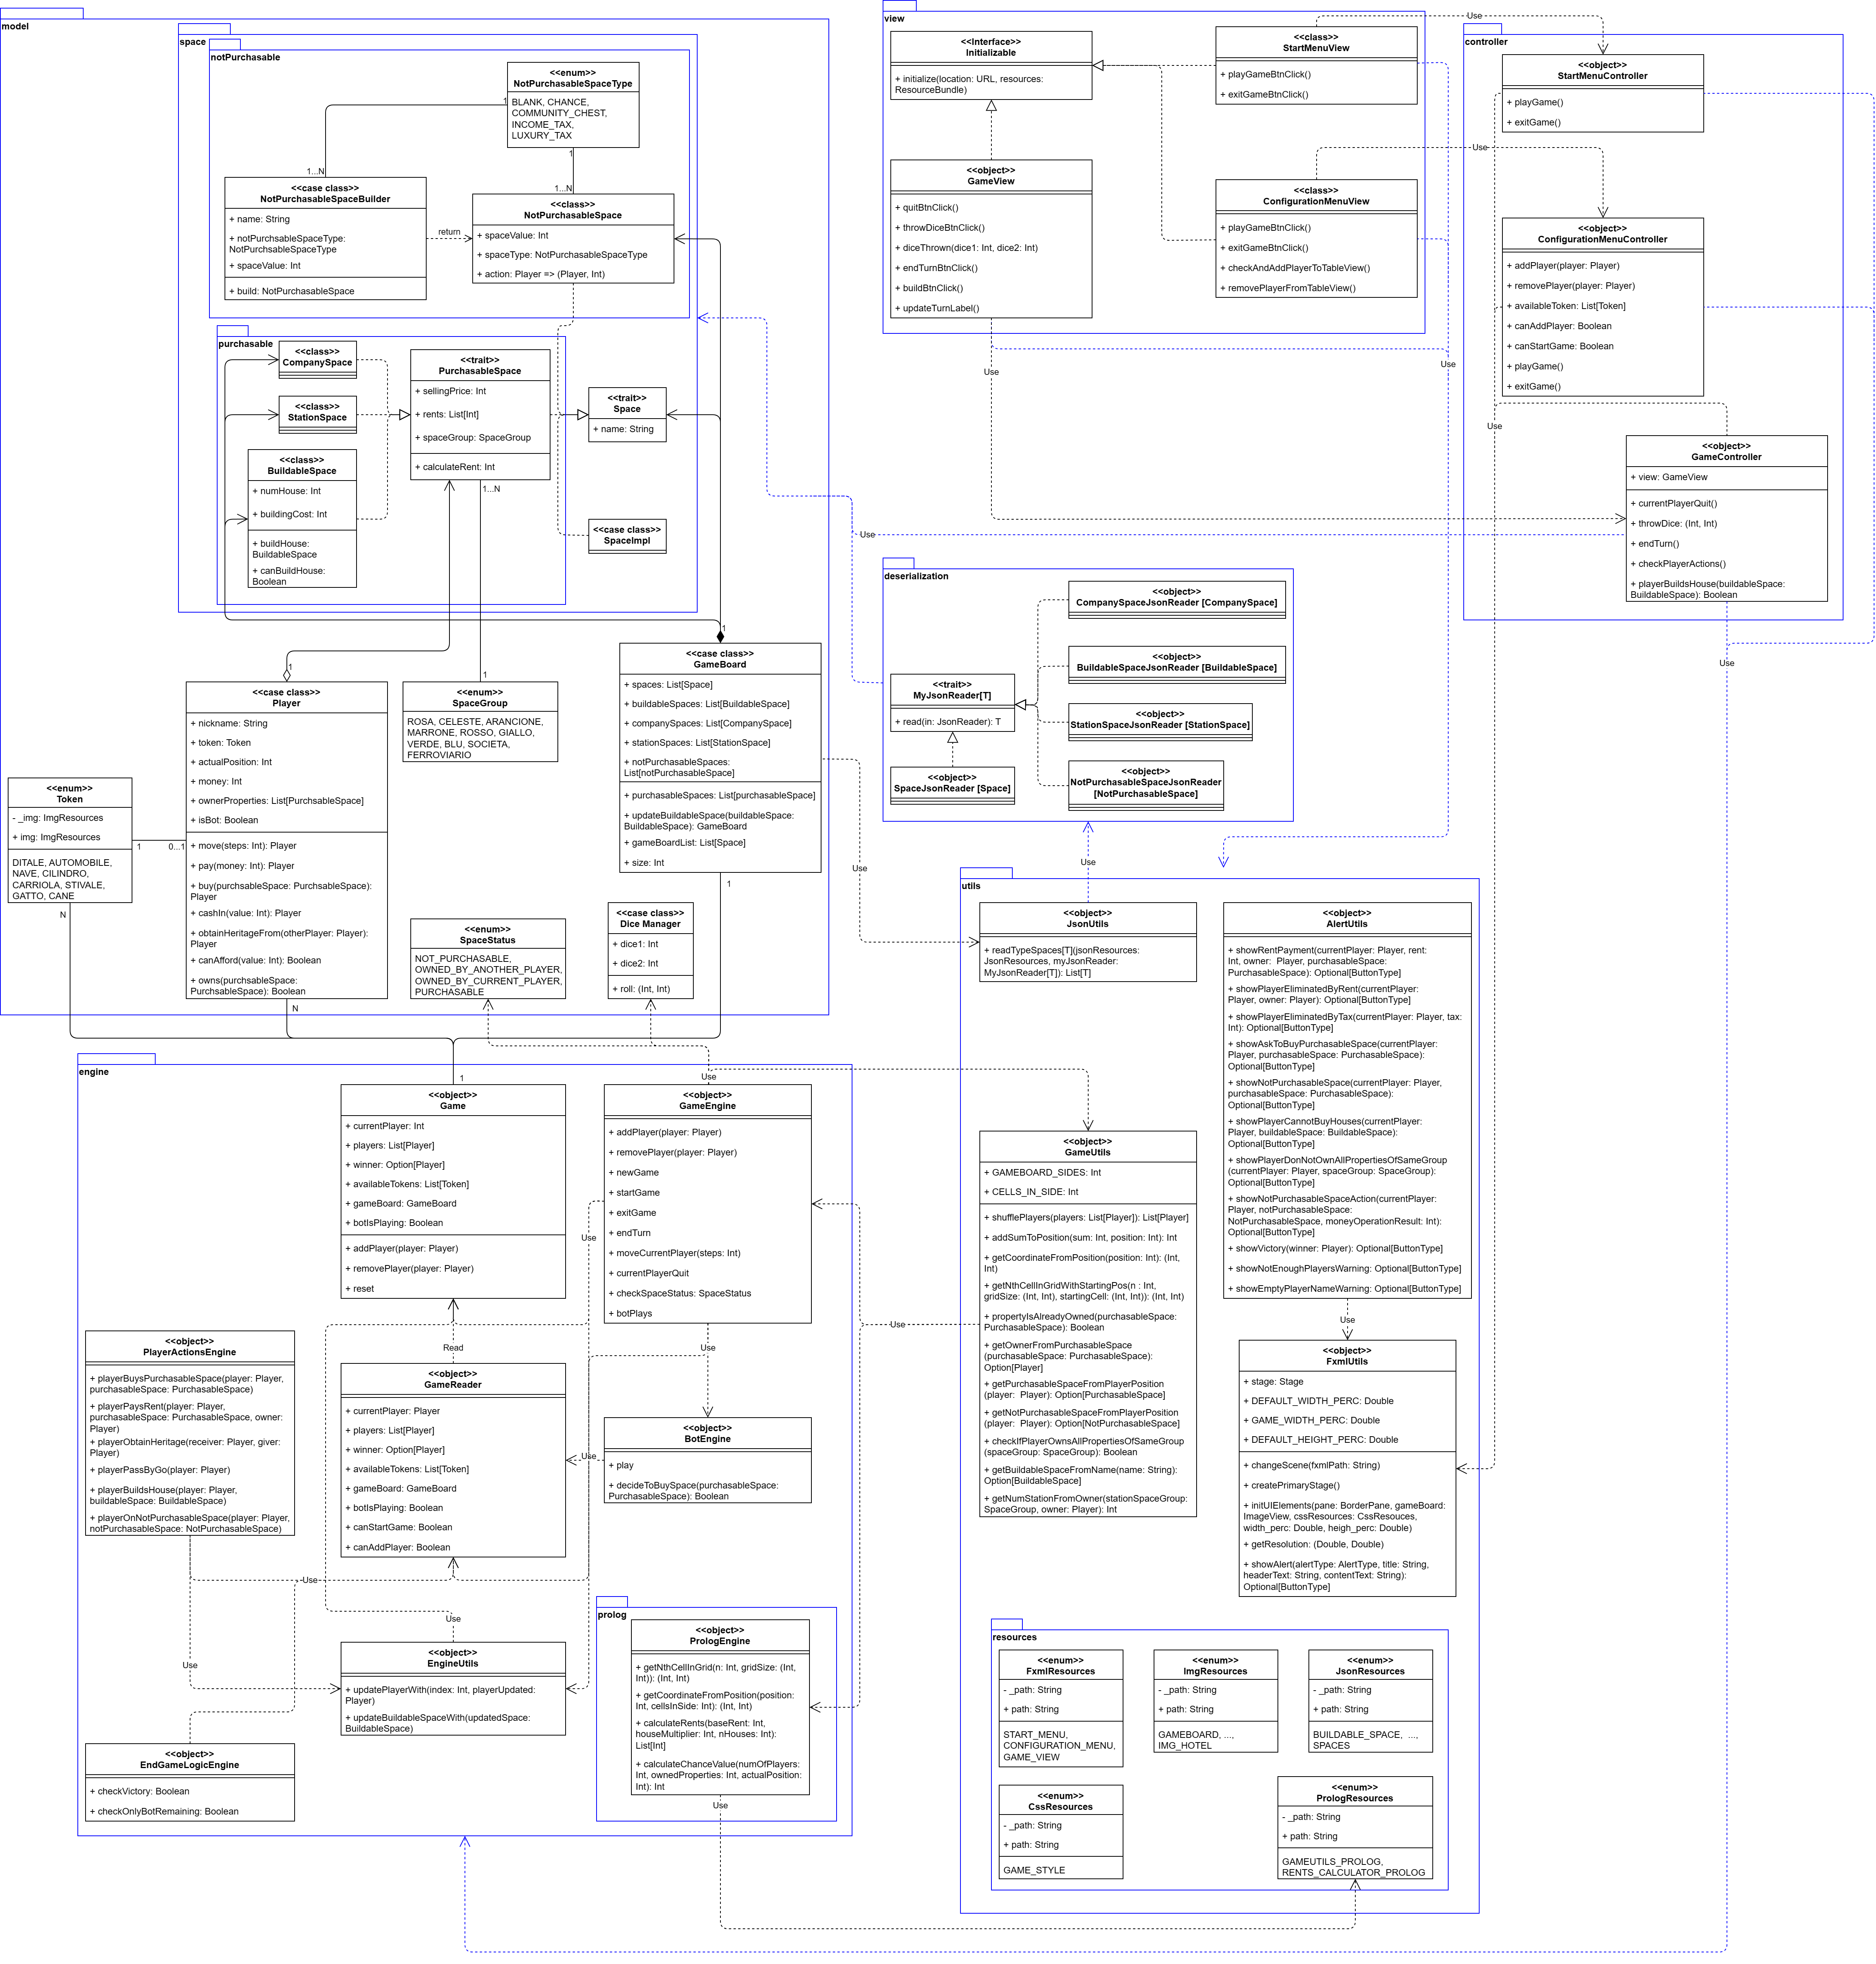 model
space
notPurchasable
<<enum>>
NotPurchasableSpaceType
BLANK, CHANCE,
COMMUNITY_CHEST,
INCOME_TAX,
LUXURY_TAX
1
1
1...N
1...N
<<case class>>
NotPurchasableSpaceBuilder
+ name: String
+ notPurchsableSpaceType:
NotPurchsableSpaceType
+ spaceValue: Int
+ build: NotPurchasableSpace
return
<<class>>
NotPurchasableSpace
+ spaceValue: Int
+ spaceType: NotPurchasableSpaceType
+ action: Player => (Player, Int)
purchasable
<<class>>
CompanySpace
<<class>>
StationSpace
<<class>>
BuildableSpace
+ numHouse: Int
+ buildingCost: Int
+ buildHouse:
BuildableSpace
+ canBuildHouse:
Boolean
<<trait>>
PurchasableSpace
+ sellingPrice: Int
+ rents: List[Int]
+ spaceGroup: SpaceGroup
+ calculateRent: Int
1...N
<<trait>>
Space
+ name: String
<<case class>>
SpaceImpl
1
1
1
<<case class>>
Player
+ nickname: String
+ token: Token
+ actualPosition: Int
+ money: Int
+ ownerProperties: List[PurchsableSpace]
+ isBot: Boolean
+ move(steps: Int): Player
+ pay(money: Int): Player
+ buy(purchsableSpace: PurchsableSpace):
Player
+ cashIn(value: Int): Player
+ obtainHeritageFrom(otherPlayer: Player):
Player
+ canAfford(value: Int): Boolean
+ owns(purchsableSpace:
PurchsableSpace): Boolean
<<enum>>
SpaceGroup
ROSA, CELESTE, ARANCIONE,
MARRONE, ROSSO, GIALLO,
VERDE, BLU, SOCIETA,
FERROVIARIO
<<case class>>
GameBoard
+ spaces: List[Space]
+ buildableSpaces: List[BuildableSpace]
+ companySpaces: List[CompanySpace]
+ stationSpaces: List[StationSpace]
+ notPurchasableSpaces:
List[notPurchasableSpace]
+ purchasableSpaces: List[purchasableSpace]
+ updateBuildableSpace(buildableSpace:
BuildableSpace): GameBoard
+ gameBoardList: List[Space]
+ size: Int
<<enum>>
Token
- _img: ImgResources
+ img: ImgResources
DITALE, AUTOMOBILE,
NAVE, CILINDRO,
CARRIOLA, STIVALE,
GATTO, CANE
1
0...1
N
N
1
<<enum>>
SpaceStatus
NOT_PURCHASABLE,
OWNED_BY_ANOTHER_PLAYER,
OWNED_BY_CURRENT_PLAYER,
PURCHASABLE
<<case class>>
Dice Manager
+ dice1: Int
+ dice2: Int
+ roll: (Int, Int)
view
<<Interface>>
Initializable
+ initialize(location: URL, resources:
ResourceBundle)
<<class>>
StartMenuView
+ playGameBtnClick()
+ exitGameBtnClick()
<<object>>
GameView
+ quitBtnClick()
+ throwDiceBtnClick()
+ diceThrown(dice1: Int, dice2: Int)
+ endTurnBtnClick()
+ buildBtnClick()
+ updateTurnLabel()
<<class>>
ConfigurationMenuView
+ playGameBtnClick()
+ exitGameBtnClick()
+ checkAndAddPlayerToTableView()
+ removePlayerFromTableView()
Use
Use
Use
Use
Use
Use
Use
controller
<<object>>
StartMenuController
+ playGame()
+ exitGame()
<<object>>
ConfigurationMenuController
+ addPlayer(player: Player)
+ removePlayer(player: Player)
+ availableToken: List[Token]
+ canAddPlayer: Boolean
+ canStartGame: Boolean
+ playGame()
+ exitGame()
<<object>>
GameController
+ view: GameView
+ currentPlayerQuit()
+ throwDice: (Int, Int)
+ endTurn()
+ checkPlayerActions()
+ playerBuildsHouse(buildableSpace:
BuildableSpace): Boolean
deserialization
<<object>>
CompanySpaceJsonReader [CompanySpace]
<<object>>
BuildableSpaceJsonReader [BuildableSpace]
<<trait>>
MyJsonReader[T]
+ read(in: JsonReader): T
<<object>>
StationSpaceJsonReader [StationSpace]
<<object>>
SpaceJsonReader [Space]
<<object>>
NotPurchasableSpaceJsonReader
[NotPurchasableSpace]
Use
Use
utils
<<object>>
JsonUtils
+ readTypeSpaces[T](jsonResources:
JsonResources, myJsonReader:
MyJsonReader[T]): List[T]
<<object>>
AlertUtils
+ showRentPayment(currentPlayer: Player, rent:
Int, owner:  Player, purchasableSpace:
PurchasableSpace): Optional[ButtonType]
+ showPlayerEliminatedByRent(currentPlayer:
Player, owner: Player): Optional[ButtonType]
+ showPlayerEliminatedByTax(currentPlayer: Player, tax:
Int): Optional[ButtonType]
+ showAskToBuyPurchasableSpace(currentPlayer:
Player, purchasableSpace: PurchasableSpace):
Optional[ButtonType]
+ showNotPurchasableSpace(currentPlayer: Player,
purchasableSpace: PurchasableSpace):
Optional[ButtonType]
+ showPlayerCannotBuyHouses(currentPlayer:
Player, buildableSpace: BuildableSpace):
Optional[ButtonType]
+ showPlayerDonNotOwnAllPropertiesOfSameGroup
(currentPlayer: Player, spaceGroup: SpaceGroup):
Optional[ButtonType]
+ showNotPurchasableSpaceAction(currentPlayer:
Player, notPurchasableSpace:
NotPurchasableSpace, moneyOperationResult: Int):
Optional[ButtonType]
+ showVictory(winner: Player): Optional[ButtonType]
+ showNotEnoughPlayersWarning: Optional[ButtonType]
+ showEmptyPlayerNameWarning: Optional[ButtonType]
Use
<<object>>
GameUtils
+ GAMEBOARD_SIDES: Int
+ CELLS_IN_SIDE: Int
+ shufflePlayers(players: List[Player]): List[Player]
+ addSumToPosition(sum: Int, position: Int): Int
+ getCoordinateFromPosition(position: Int): (Int,
Int)
+ getNthCellInGridWithStartingPos(n : Int,
gridSize: (Int, Int), startingCell: (Int, Int)): (Int, Int)
+ propertyIsAlreadyOwned(purchasableSpace:
PurchasableSpace): Boolean
+ getOwnerFromPurchasableSpace
(purchasableSpace: PurchasableSpace):
Option[Player]
+ getPurchasableSpaceFromPlayerPosition
(player:  Player): Option[PurchasableSpace]
+ getNotPurchasableSpaceFromPlayerPosition
(player:  Player): Option[NotPurchasableSpace]
+ checkIfPlayerOwnsAllPropertiesOfSameGroup
(spaceGroup: SpaceGroup): Boolean
+ getBuildableSpaceFromName(name: String):
Option[BuildableSpace]
+ getNumStationFromOwner(stationSpaceGroup:
SpaceGroup, owner: Player): Int
<<object>>
FxmlUtils
+ stage: Stage
+ DEFAULT_WIDTH_PERC: Double
+ GAME_WIDTH_PERC: Double
+ DEFAULT_HEIGHT_PERC: Double
+ changeScene(fxmlPath: String)
+ createPrimaryStage()
+ initUIElements(pane: BorderPane, gameBoard:
ImageView, cssResources: CssResouces,
width_perc: Double, heigh_perc: Double)
+ getResolution: (Double, Double)
+ showAlert(alertType: AlertType, title: String,
headerText: String, contentText: String):
Optional[ButtonType]
resources
<<enum>>
FxmlResources
- _path: String
+ path: String
START_MENU,
CONFIGURATION_MENU,
GAME_VIEW
<<enum>>
ImgResources
- _path: String
+ path: String
GAMEBOARD, ...,
IMG_HOTEL
<<enum>>
JsonResources
- _path: String
+ path: String
BUILDABLE_SPACE,  ...,
SPACES
<<enum>>
CssResources
- _path: String
+ path: String
GAME_STYLE
<<enum>>
PrologResources
- _path: String
+ path: String
GAMEUTILS_PROLOG,
RENTS_CALCULATOR_PROLOG
engine
1
Use
<<object>>
Game
+ currentPlayer: Int
+ players: List[Player]
+ winner: Option[Player]
+ availableTokens: List[Token]
+ gameBoard: GameBoard
+ botIsPlaying: Boolean
+ addPlayer(player: Player)
+ removePlayer(player: Player)
+ reset
<<object>>
GameEngine
+ addPlayer(player: Player)
+ removePlayer(player: Player)
+ newGame
+ startGame
+ exitGame
+ endTurn
+ moveCurrentPlayer(steps: Int)
+ currentPlayerQuit
+ checkSpaceStatus: SpaceStatus
+ botPlays
Use
Use
Read
Use
<<object>>
PlayerActionsEngine
+ playerBuysPurchasableSpace(player: Player,
purchasableSpace: PurchasableSpace)
+ playerPaysRent(player: Player,
purchasableSpace: PurchasableSpace, owner:
Player)
+ playerObtainHeritage(receiver: Player, giver:
Player)
+ playerPassByGo(player: Player)
+ playerBuildsHouse(player: Player,
buildableSpace: BuildableSpace)
+ playerOnNotPurchasableSpace(player: Player,
notPurchasableSpace: NotPurchasableSpace)
<<object>>
GameReader
+ currentPlayer: Player
+ players: List[Player]
+ winner: Option[Player]
+ availableTokens: List[Token]
+ gameBoard: GameBoard
+ botIsPlaying: Boolean
+ canStartGame: Boolean
+ canAddPlayer: Boolean
Use
<<object>>
BotEngine
+ play
+ decideToBuySpace(purchasableSpace:
PurchasableSpace): Boolean
Use
Use
Use
<<object>>
EngineUtils
+ updatePlayerWith(index: Int, playerUpdated:
Player)
+ updateBuildableSpaceWith(updatedSpace:
BuildableSpace)
<<object>>
EndGameLogicEngine
+ checkVictory: Boolean
+ checkOnlyBotRemaining: Boolean
prolog
<<object>>
PrologEngine
+ getNthCellInGrid(n: Int, gridSize: (Int,
Int)): (Int, Int)
+ getCoordinateFromPosition(position:
Int, cellsInSide: Int): (Int, Int)
+ calculateRents(baseRent: Int,
houseMultiplier: Int, nHouses: Int):
List[Int]
+ calculateChanceValue(numOfPlayers:
Int, ownedProperties: Int, actualPosition:
Int): Int
Use